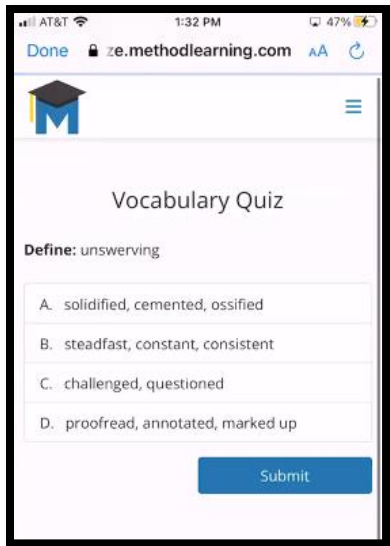 AT&T 1:32 PM 47%
Done ze.methodlearning.com AA
M
Vocabulary Quiz
Define: unswerving
A. solidified, cemented, ossified
B. steadfast, constant, consistent
C. challenged, questioned
D. proofread, annotated, marked up
Submit